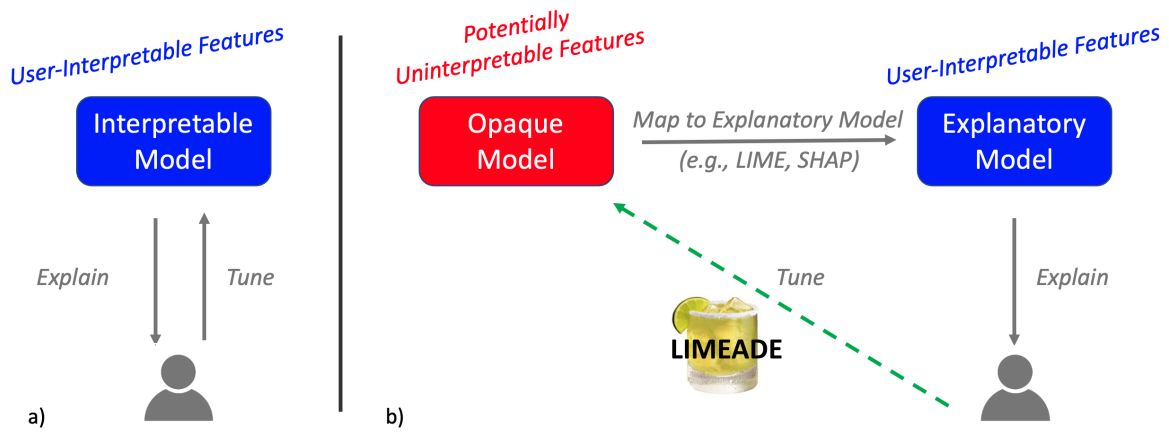 User-Interpretable Features
Interpretable
Model
Explain
Tune
a)
Potentially
Uninterpretable Features
Opaque
Model
Map to Explanatory Model
(e.g., LIME, SHAP)
User-Interpretable Features
Explanatory
Model
Tune
Explain
LIMEADE
b)